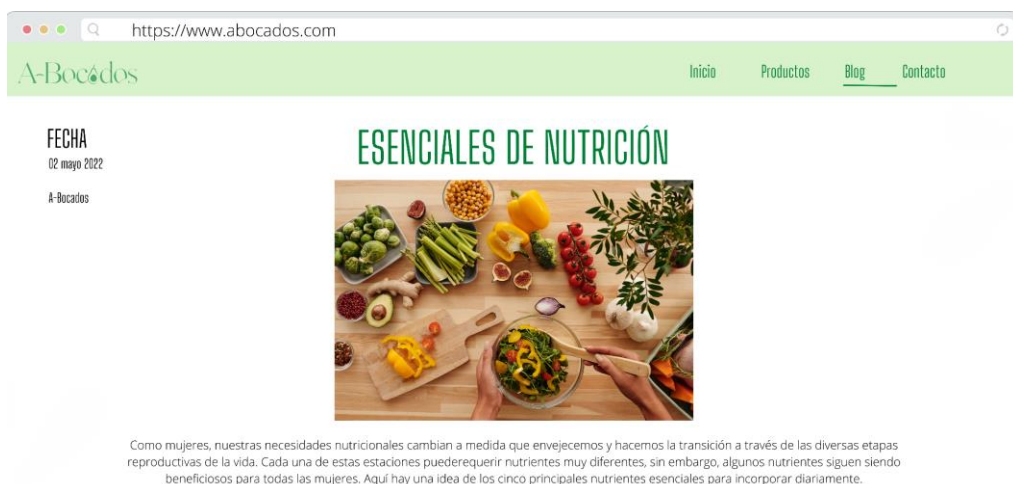 https://www.abocados.com
A-Bocados
Inicio Productos Blog Contacto
FECHA
02 mayo 2022
A-Bocados
ESENCIALES DE NUTRICIÓN
Como mujeres, nuestras necesidades nutricionales cambian a medida que envejecemos y hacemos la transición a través de las diversas etapas
reproductivas de la vida. Cada una de estas estaciones puederequerir nutrientes muy diferentes, sin embargo, algunos nutrientes siguen siendo
beneficiosos para todas las mujeres. Aquí hay una idea de los cinco principales nutrientes esenciales para incorporar diariamente.